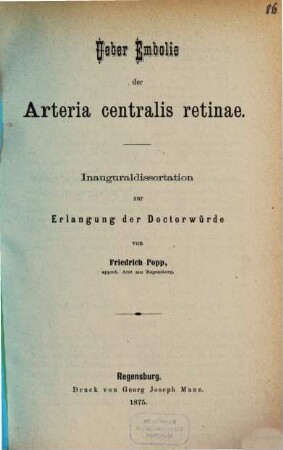 86
Ueber Embolie
der
Arteria centralis retinae.
Inauguraldissertation
zur
Erlangung der Doctorwürde
von
Friedrich Popp,
approb. Arzt aus Regensburg.
Regensburg.
Druck von Georg Joseph Manz.
1875.